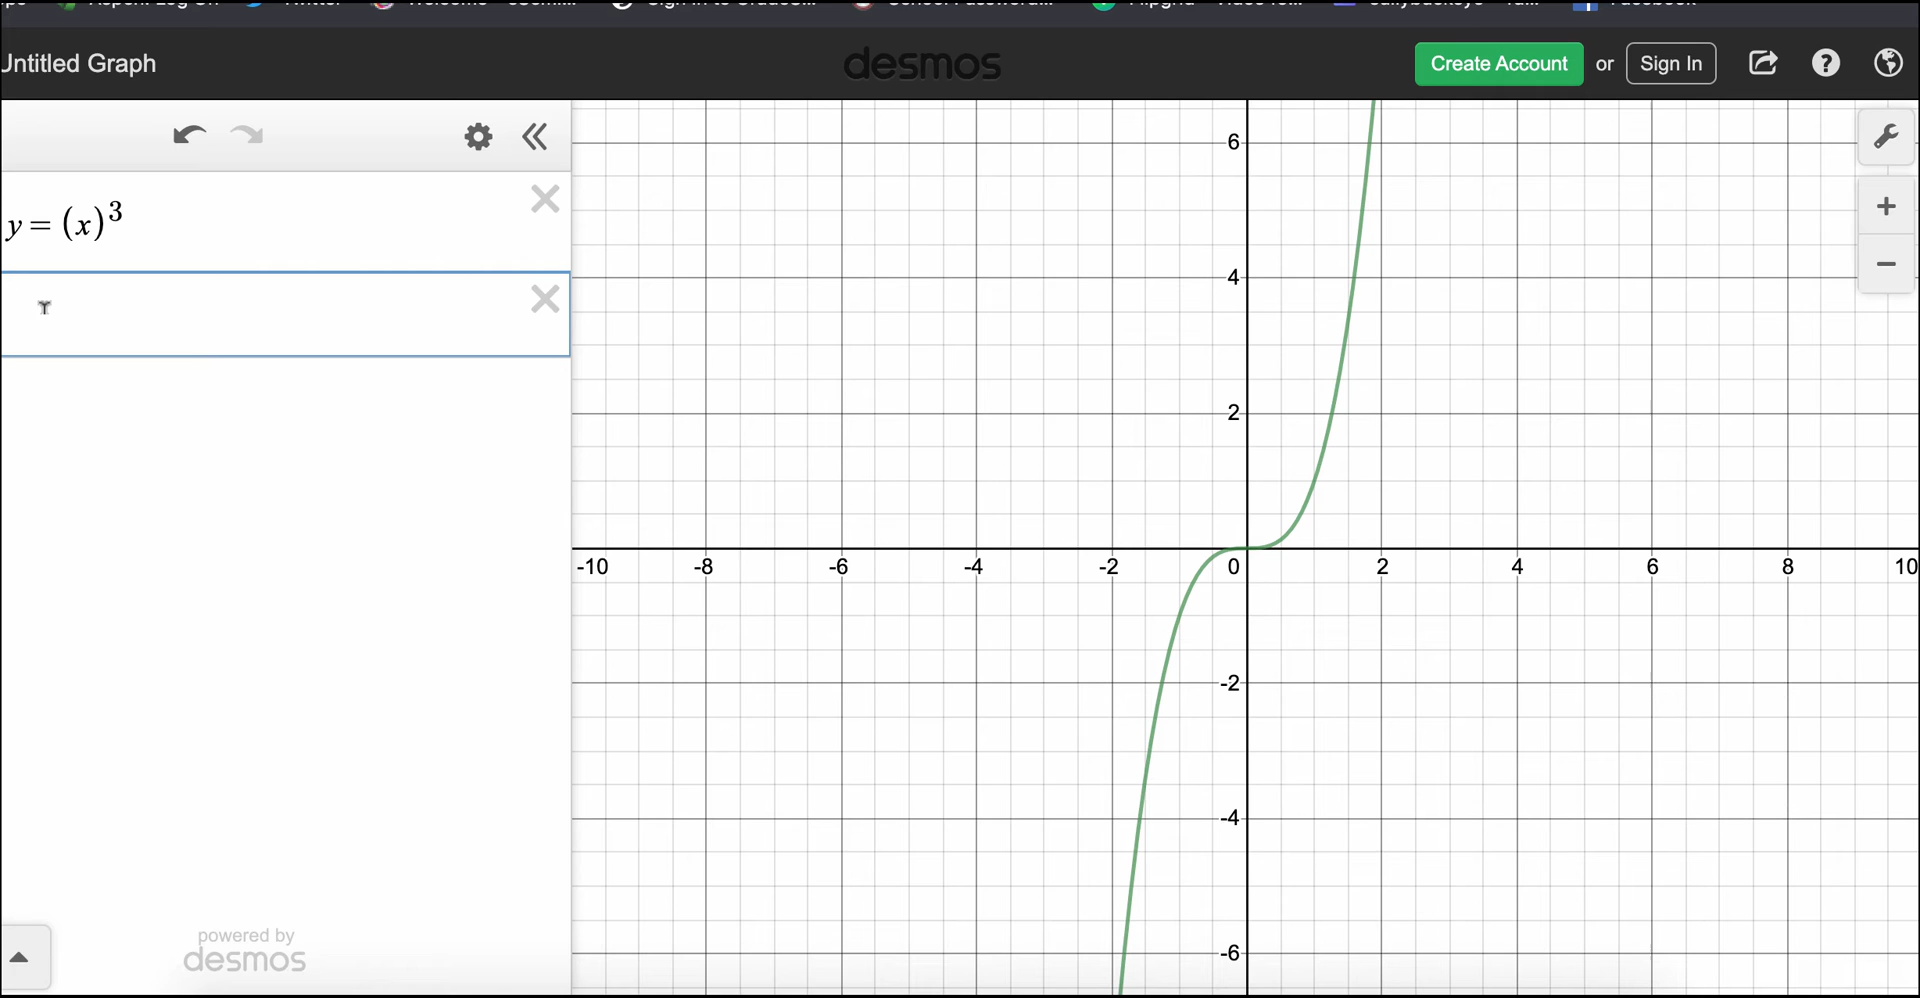 Untitled Graph
desmos
Create Account or Sign In
y = (x)³
6
4
2
-10 -8 -6 -4 -2 0 2 4 6 8 10
-2
-4
-6
powered by
desmos